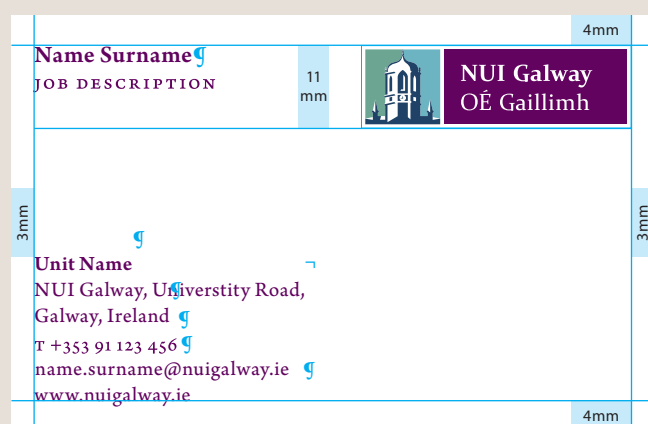 4mm
Name Surname¶
JOB DESCRIPTION
11
mm
NUI Galway
OÉ Gaillimh
3mm
3mm
¶
Unit Name ¬
NUI Galway, Universtity Road,¶
Galway, Ireland ¶
T +353 91 123 456 ¶
name.surname@nuigalway.ie ¶
www.nuigalway.ie
4mm